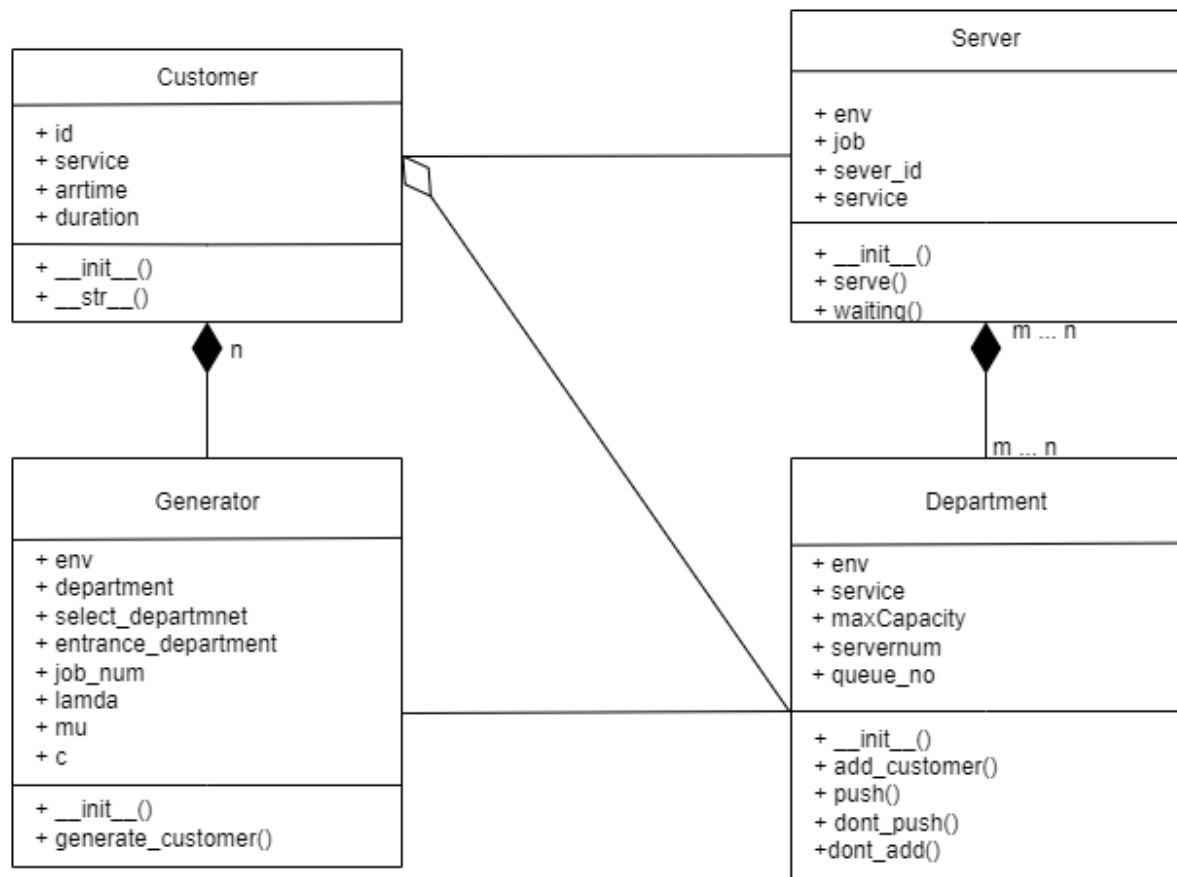 Customer
+ id
+ service
+ arrtime
+ duration
+ __init__()
+ __str__()
n
Server
+ env
+ job
+ sever_id
+ service
+ __init__()
+ serve()
+ waiting()
m ... n
m ... n
Generator
+ env
+ department
+ select_departmnet
+ entrance_department
+ job_num
+ lamda
+ mu
+ c
+ __init__()
+ generate_customer()
Department
+ env
+ service
+ maxCapacity
+ servernum
+ queue_no
+ __init__()
+ add_customer()
+ push()
+ dont_push()
+dont_add()